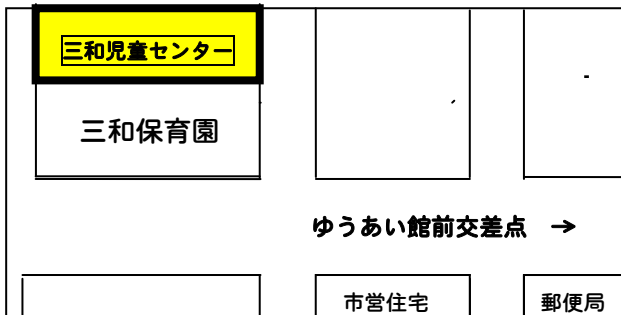 三和児童センター
三和保育園
ゆうあい館前交差点 →
市営住宅
郵便局